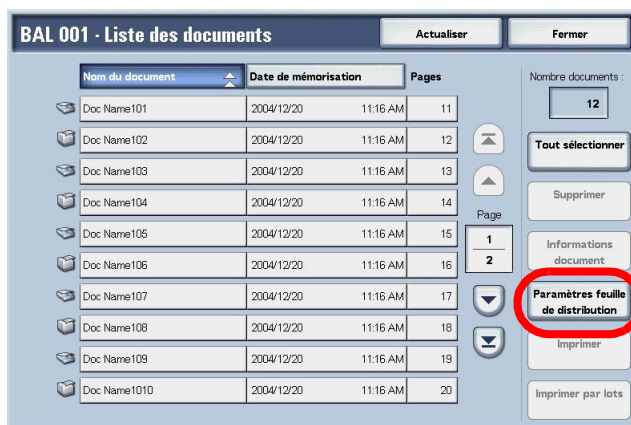 BAL 001 - Liste des documents
Actualiser
Fermer
Nom du document
Date de mémorisation
Pages
Nombre documents :
12
Doc Name101 2004/12/20 11:16 AM 11
Doc Name102 2004/12/20 11:16 AM 12
Doc Name103 2004/12/20 11:16 AM 13
Doc Name104 2004/12/20 11:16 AM 14
Doc Name105 2004/12/20 11:16 AM 15
Doc Name106 2004/12/20 11:16 AM 16
Doc Name107 2004/12/20 11:16 AM 17
Doc Name108 2004/12/20 11:16 AM 18
Doc Name109 2004/12/20 11:16 AM 19
Doc Name1010 2004/12/20 11:16 AM 20
Page
1
2
Tout sélectionner
Supprimer
Informations
document
Paramètres feuille
de distribution
Imprimer
Imprimer par lots